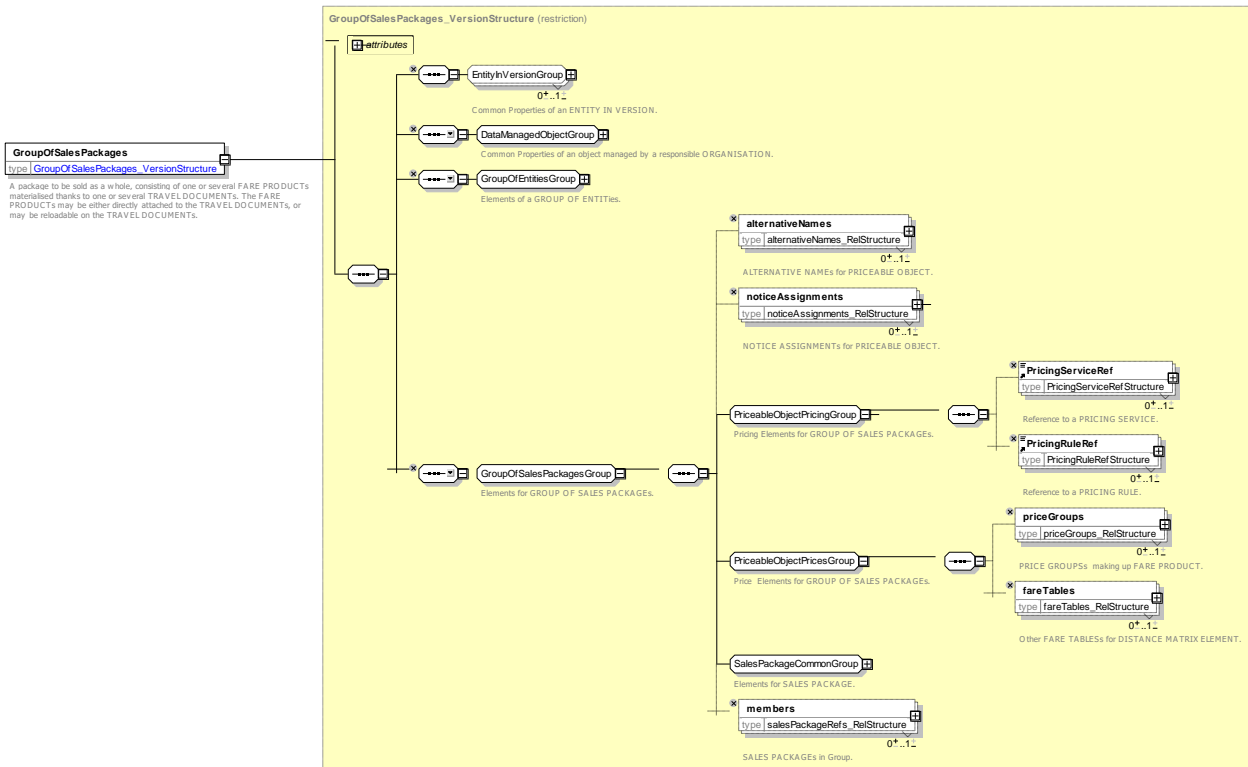 GroupOfSalesPackages_VersionStructure (restriction)
attributes
EntityInVersionGroup
0..1
Common Properties of an ENTITY IN VERSION.
DataManagedObjectGroup
Common Properties of an object managed by a responsible ORGANISATION.
GroupOfSalesPackages
type GroupOfSalesPackages_VersionStructure
A package to be sold as a whole, consisting of one or several FARE PRODUCTs
materialised thanks to one or several TRAVEL DOCUMENTs. The FARE
PRODUCTs may be either directly attached to the TRAVEL DOCUMENTs, or
may be reloadable on the TRAVEL DOCUMENTs.
GroupOfEntitiesGroup
Elements of a GROUP OF ENTITies.
alternativeNames
type alternativeNames_RelStructure
0..1
ALTERNATIVE NAMEs for PRICEABLE OBJECT.
noticeAssignments
type noticeAssignments_RelStructure
0..1
NOTICE ASSIGNMENTs for PRICEABLE OBJECT.
PriceableObjectPricingGroup
Pricing Elements for GROUP OF SALES PACKAGEs.
PricingServiceRef
type PricingServiceRefStructure
0..1
Reference to a PRICING SERVICE.
PricingRuleRef
type PricingRuleRefStructure
0..1
Reference to a PRICING RULE.
GroupOfSalesPackagesGroup
Elements for GROUP OF SALES PACKAGEs.
priceGroups
type priceGroups_RelStructure
0..1
PRICE GROUPSs making up FARE PRODUCT.
PriceableObjectPricesGroup
Price Elements for GROUP OF SALES PACKAGEs.
fareTables
type fareTables_RelStructure
0..1
Other FARE TABLESs for DISTANCE MATRIX ELEMENT.
SalesPackageCommonGroup
Elements for SALES PACKAGE.
members
type salesPackageRefs_RelStructure
0..1
SALES PACKAGEs in Group.